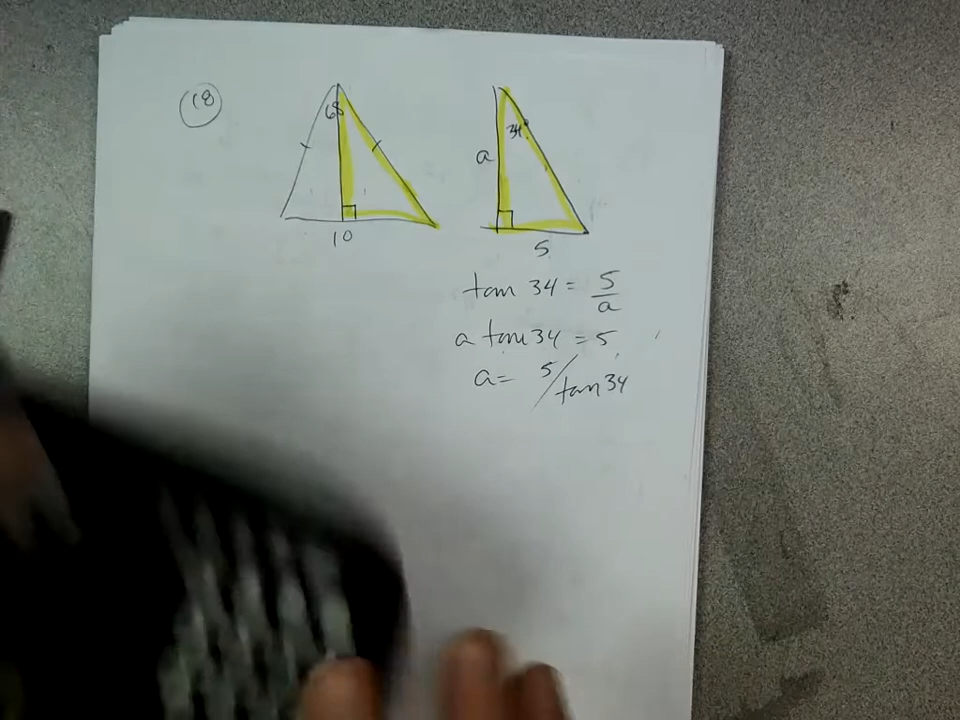 18
68
10
34°
a
5
tan 34 = 5/a
a tan 34 = 5
a = 5/tan 34